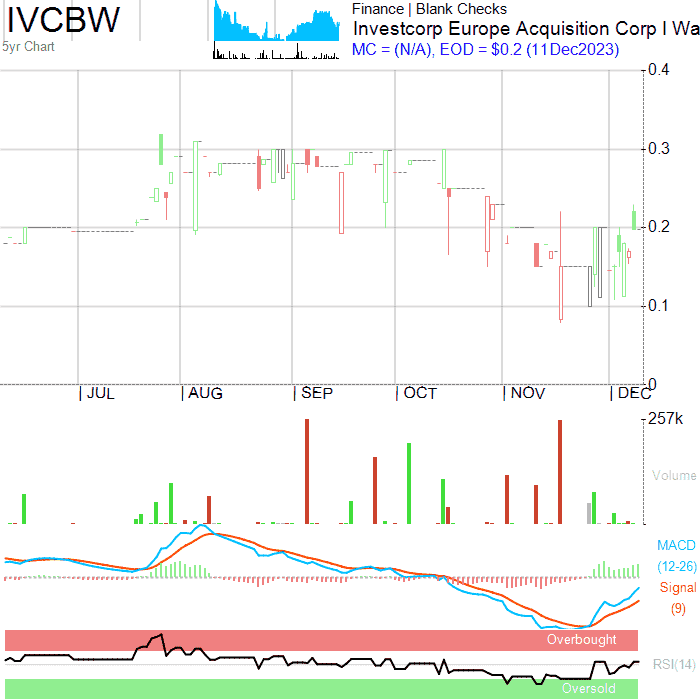 IVCBW
5yr Chart
Finance | Blank Checks
Investcorp Europe Acquisition Corp I Wa
MC = (N/A), EOD = $0.2 (11Dec2023)
0.4
0.3
0.2
0.1
0
| JUL | AUG | SEP | OCT | NOV | DEC
257k
Volume
MACD
(12-26)
Signal
(9)
Overbought
RSI(14)
Oversold